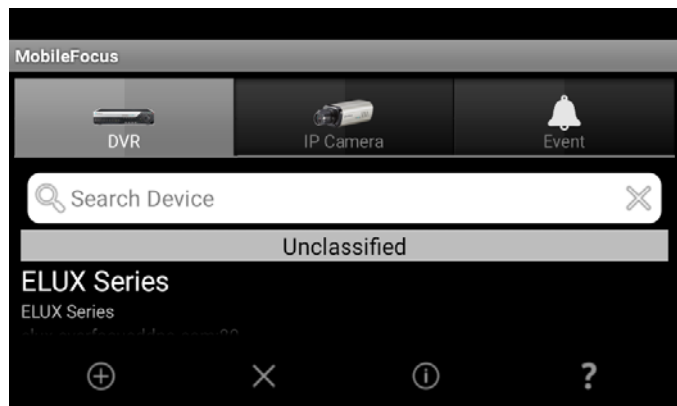 MobileFocus
DVR
IP Camera
Event
Search Device
Unclassified
ELUX Series
ELUX Series
?